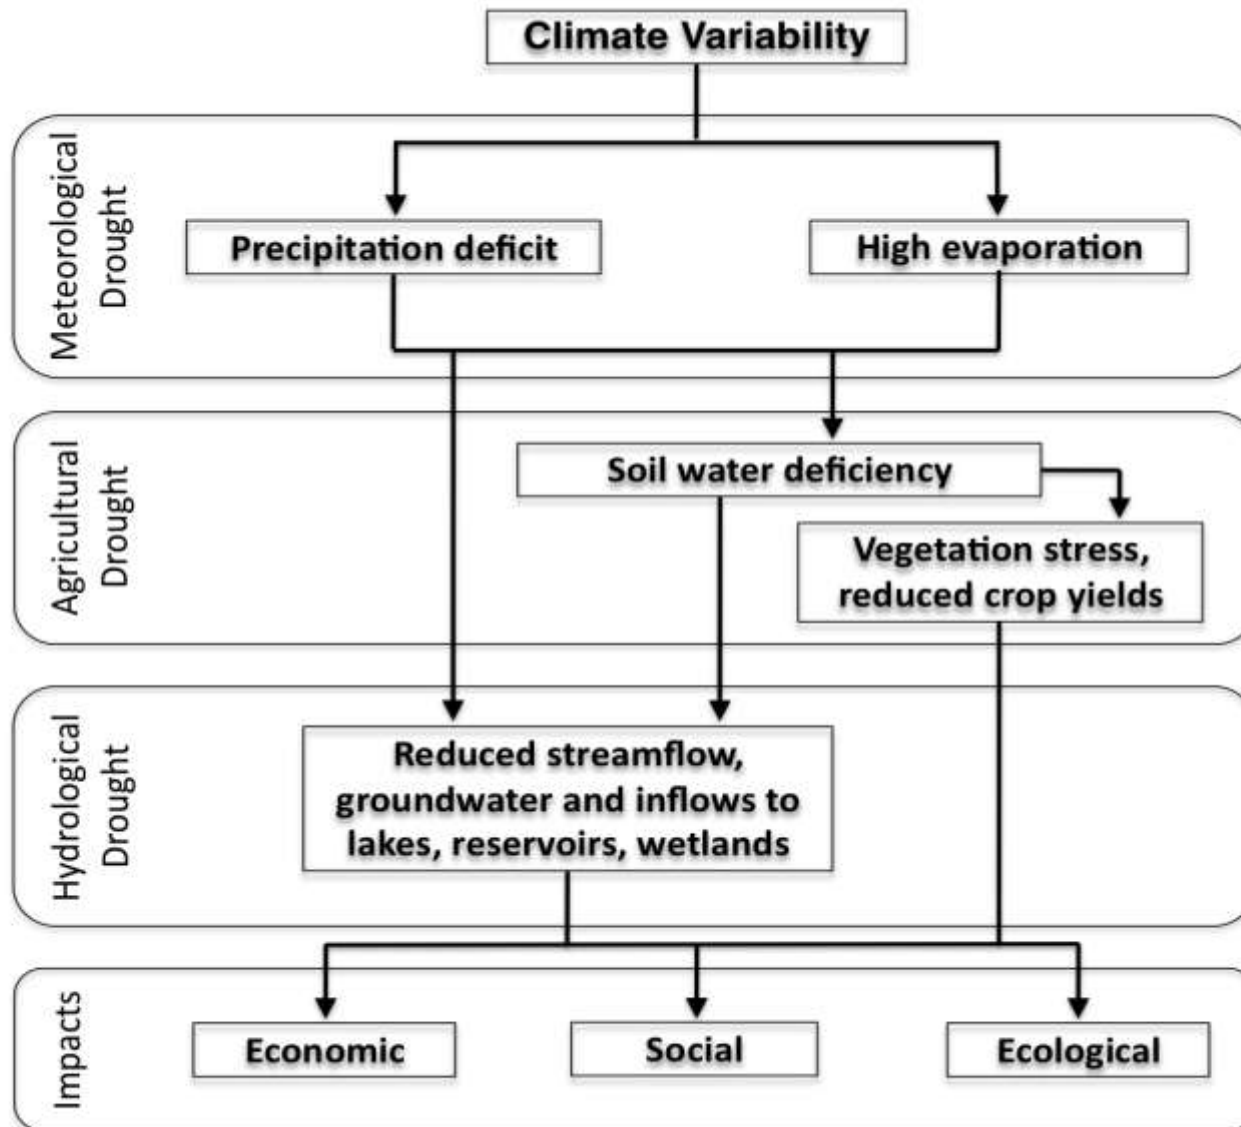 Climate Variability
Meteorological
Drought
Precipitation deficit
High evaporation
Agricultural
Drought
Soil water deficiency
Vegetation stress,
reduced crop yields
Hydrological
Drought
Reduced streamflow,
groundwater and inflows to
lakes, reservoirs, wetlands
Impacts
Economic
Social
Ecological